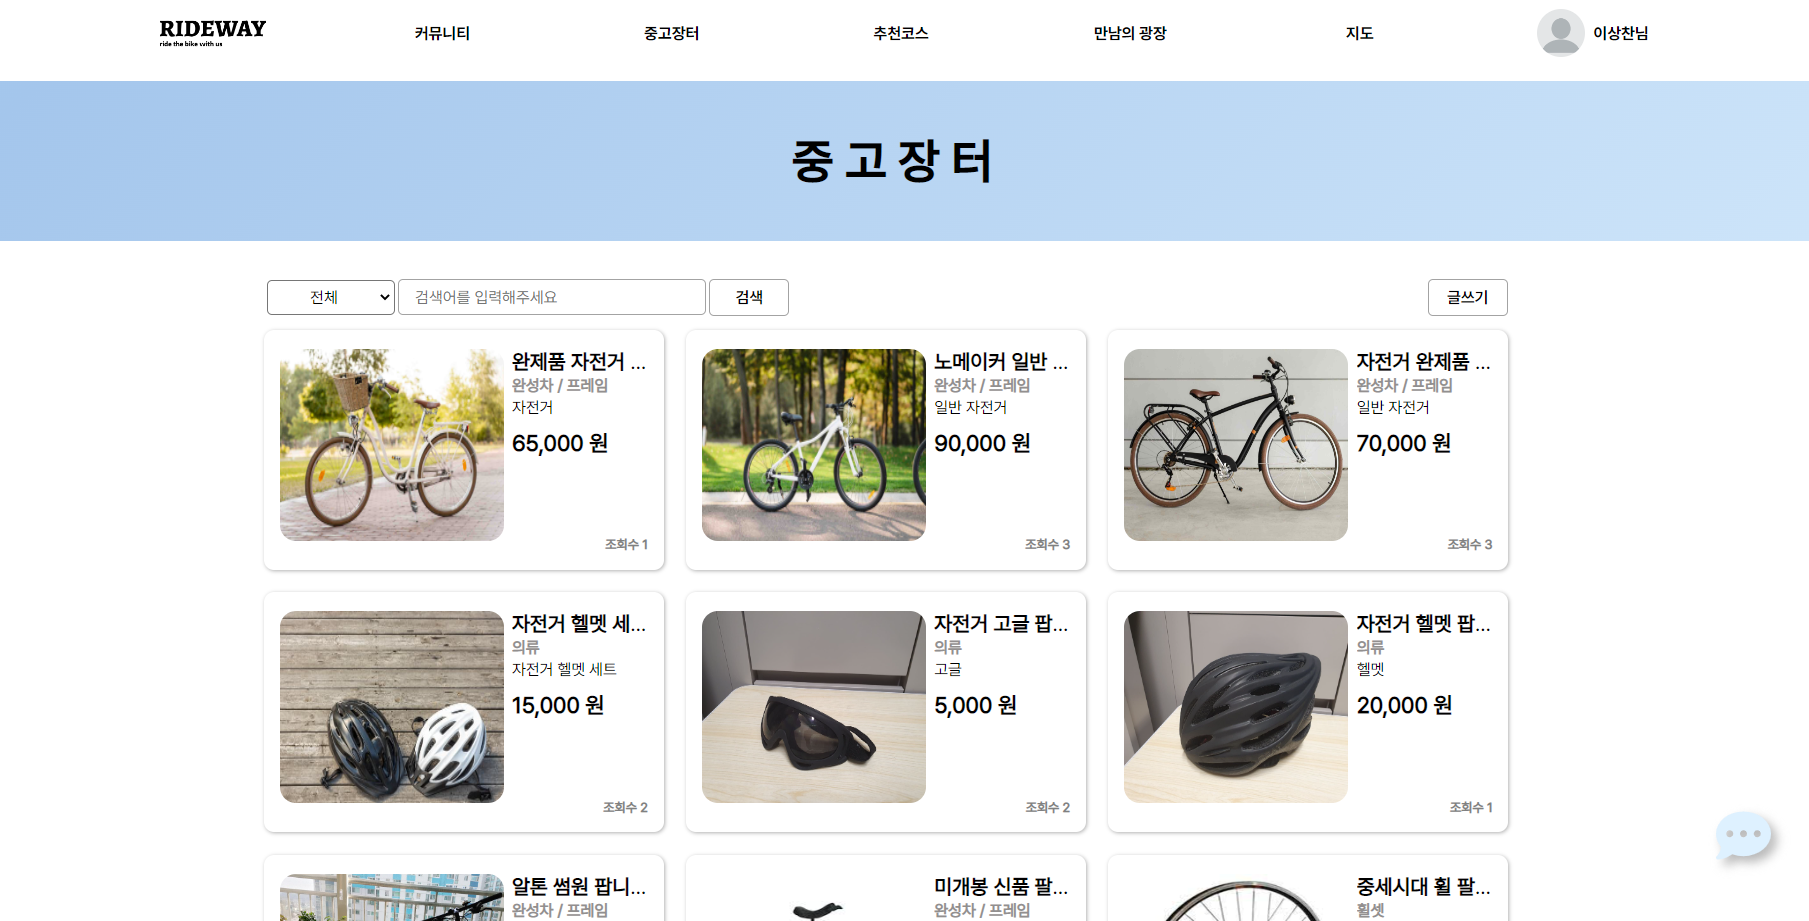 RIDEWAY
ride the bike with us
커뮤니티
중고장터
추천코스
만남의 광장
지도
이상찬님
중고장터
전체
검색어를 입력해주세요
검색
글쓰기
완제품 자전거 ...
완성차 / 프레임
자전거
65,000 원
조회수 1
노메이커 일반 ...
완성차 / 프레임
일반 자전거
90,000 원
조회수 3
자전거 완제품 ...
완성차 / 프레임
일반 자전거
70,000 원
조회수 3
자전거 헬멧 세...
의류
자전거 헬멧 세트
15,000 원
조회수 2
자전거 고글 팝...
의류
고글
5,000 원
조회수 2
자전거 헬멧 팝...
의류
헬멧
20,000 원
조회수 1
알톤 썸원 팝니...
완성차 / 프레임
미개봉 신품 팔...
완성차 / 프레임
중세시대 휠 팔...
휠셋